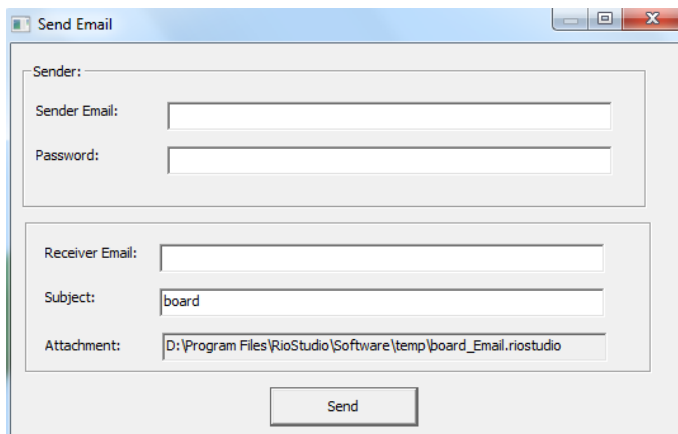 Send Email
Sender:
Sender Email:
Password:
Receiver Email:
Subject: board
Attachment: D:\Program Files\RioStudio\Software\temp\board_Email.riostudio
Send